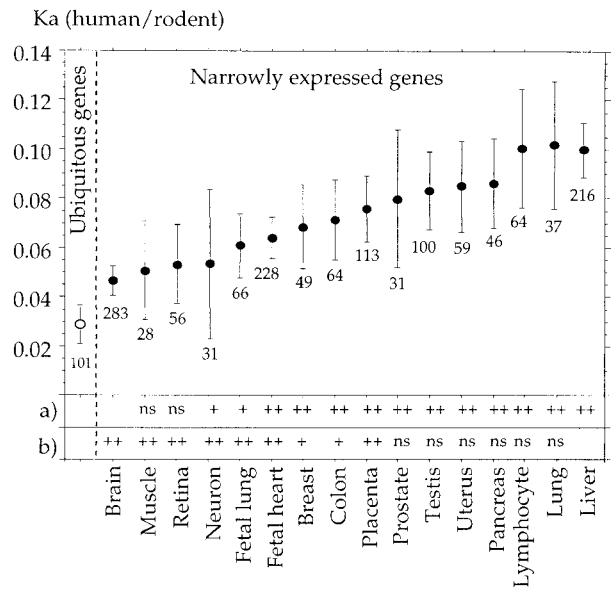 Ka (human/rodent)
0.14
0.12
0.10
0.08
0.06
0.04
0.02
Ubiquitous genes
Narrowly expressed genes
101
283
28
56
31
66
228
49
64
113
31
100
59
46
64
37
216
a) ns ns + + ++ ++ ++ ++ ++ ++ ++ ++ ++ ++ ++
b) ++ ++ ++ ++ ++ ++ + + ++ ns ns ns ns ns ns
Brain
Muscle
Retina
Neuron
Fetal lung
Fetal heart
Breast
Colon
Placenta
Prostate
Testis
Uterus
Pancreas
Lymphocyte
Lung
Liver